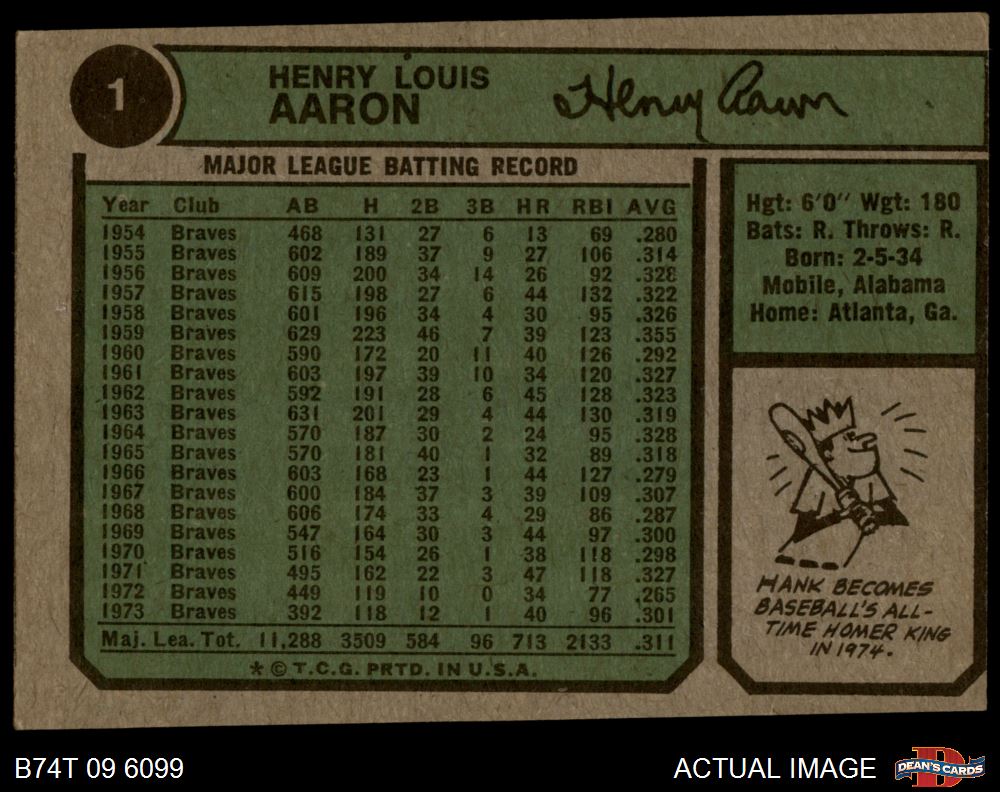 1
HENRY LOUIS
AARON
Henry Aaron
MAJOR LEAGUE BATTING RECORD
Year Club AB H 2B 3B HR RBI AVG
1954 Braves 468 131 27 6 13 69 .280
1955 Braves 602 189 37 9 27 106 .314
1956 Braves 609 200 34 14 26 92 .328
1957 Braves 615 198 27 6 44 132 .322
1958 Braves 601 196 34 4 30 95 .326
1959 Braves 629 223 46 7 39 123 .355
1960 Braves 590 172 20 11 40 126 .292
1961 Braves 603 197 39 10 34 120 .327
1962 Braves 592 191 28 6 45 128 .323
1963 Braves 631 201 29 4 44 130 .319
1964 Braves 570 187 30 2 24 95 .328
1965 Braves 570 181 40 1 32 89 .318
1966 Braves 603 168 23 1 44 127 .279
1967 Braves 600 184 37 3 39 109 .307
1968 Braves 606 174 33 4 29 86 .287
1969 Braves 547 164 30 3 44 97 .300
1970 Braves 516 154 26 1 38 118 .298
1971 Braves 495 162 22 3 47 118 .327
1972 Braves 449 119 10 0 34 77 .265
1973 Braves 392 118 12 1 40 96 .301
Maj. Lea. Tot. 11,288 3509 584 96 713 2133 .311
* © T.C.G. PRTD. IN U.S.A.
Hgt: 6'0" Wgt: 180
Bats: R. Throws: R.
Born: 2-5-34
Mobile, Alabama
Home: Atlanta, Ga.
HANK BECOMES
BASEBALL'S ALL-
TIME HOMER KING
IN 1974.
B74T 09 6099
ACTUAL IMAGE
DEAN'S CARDS